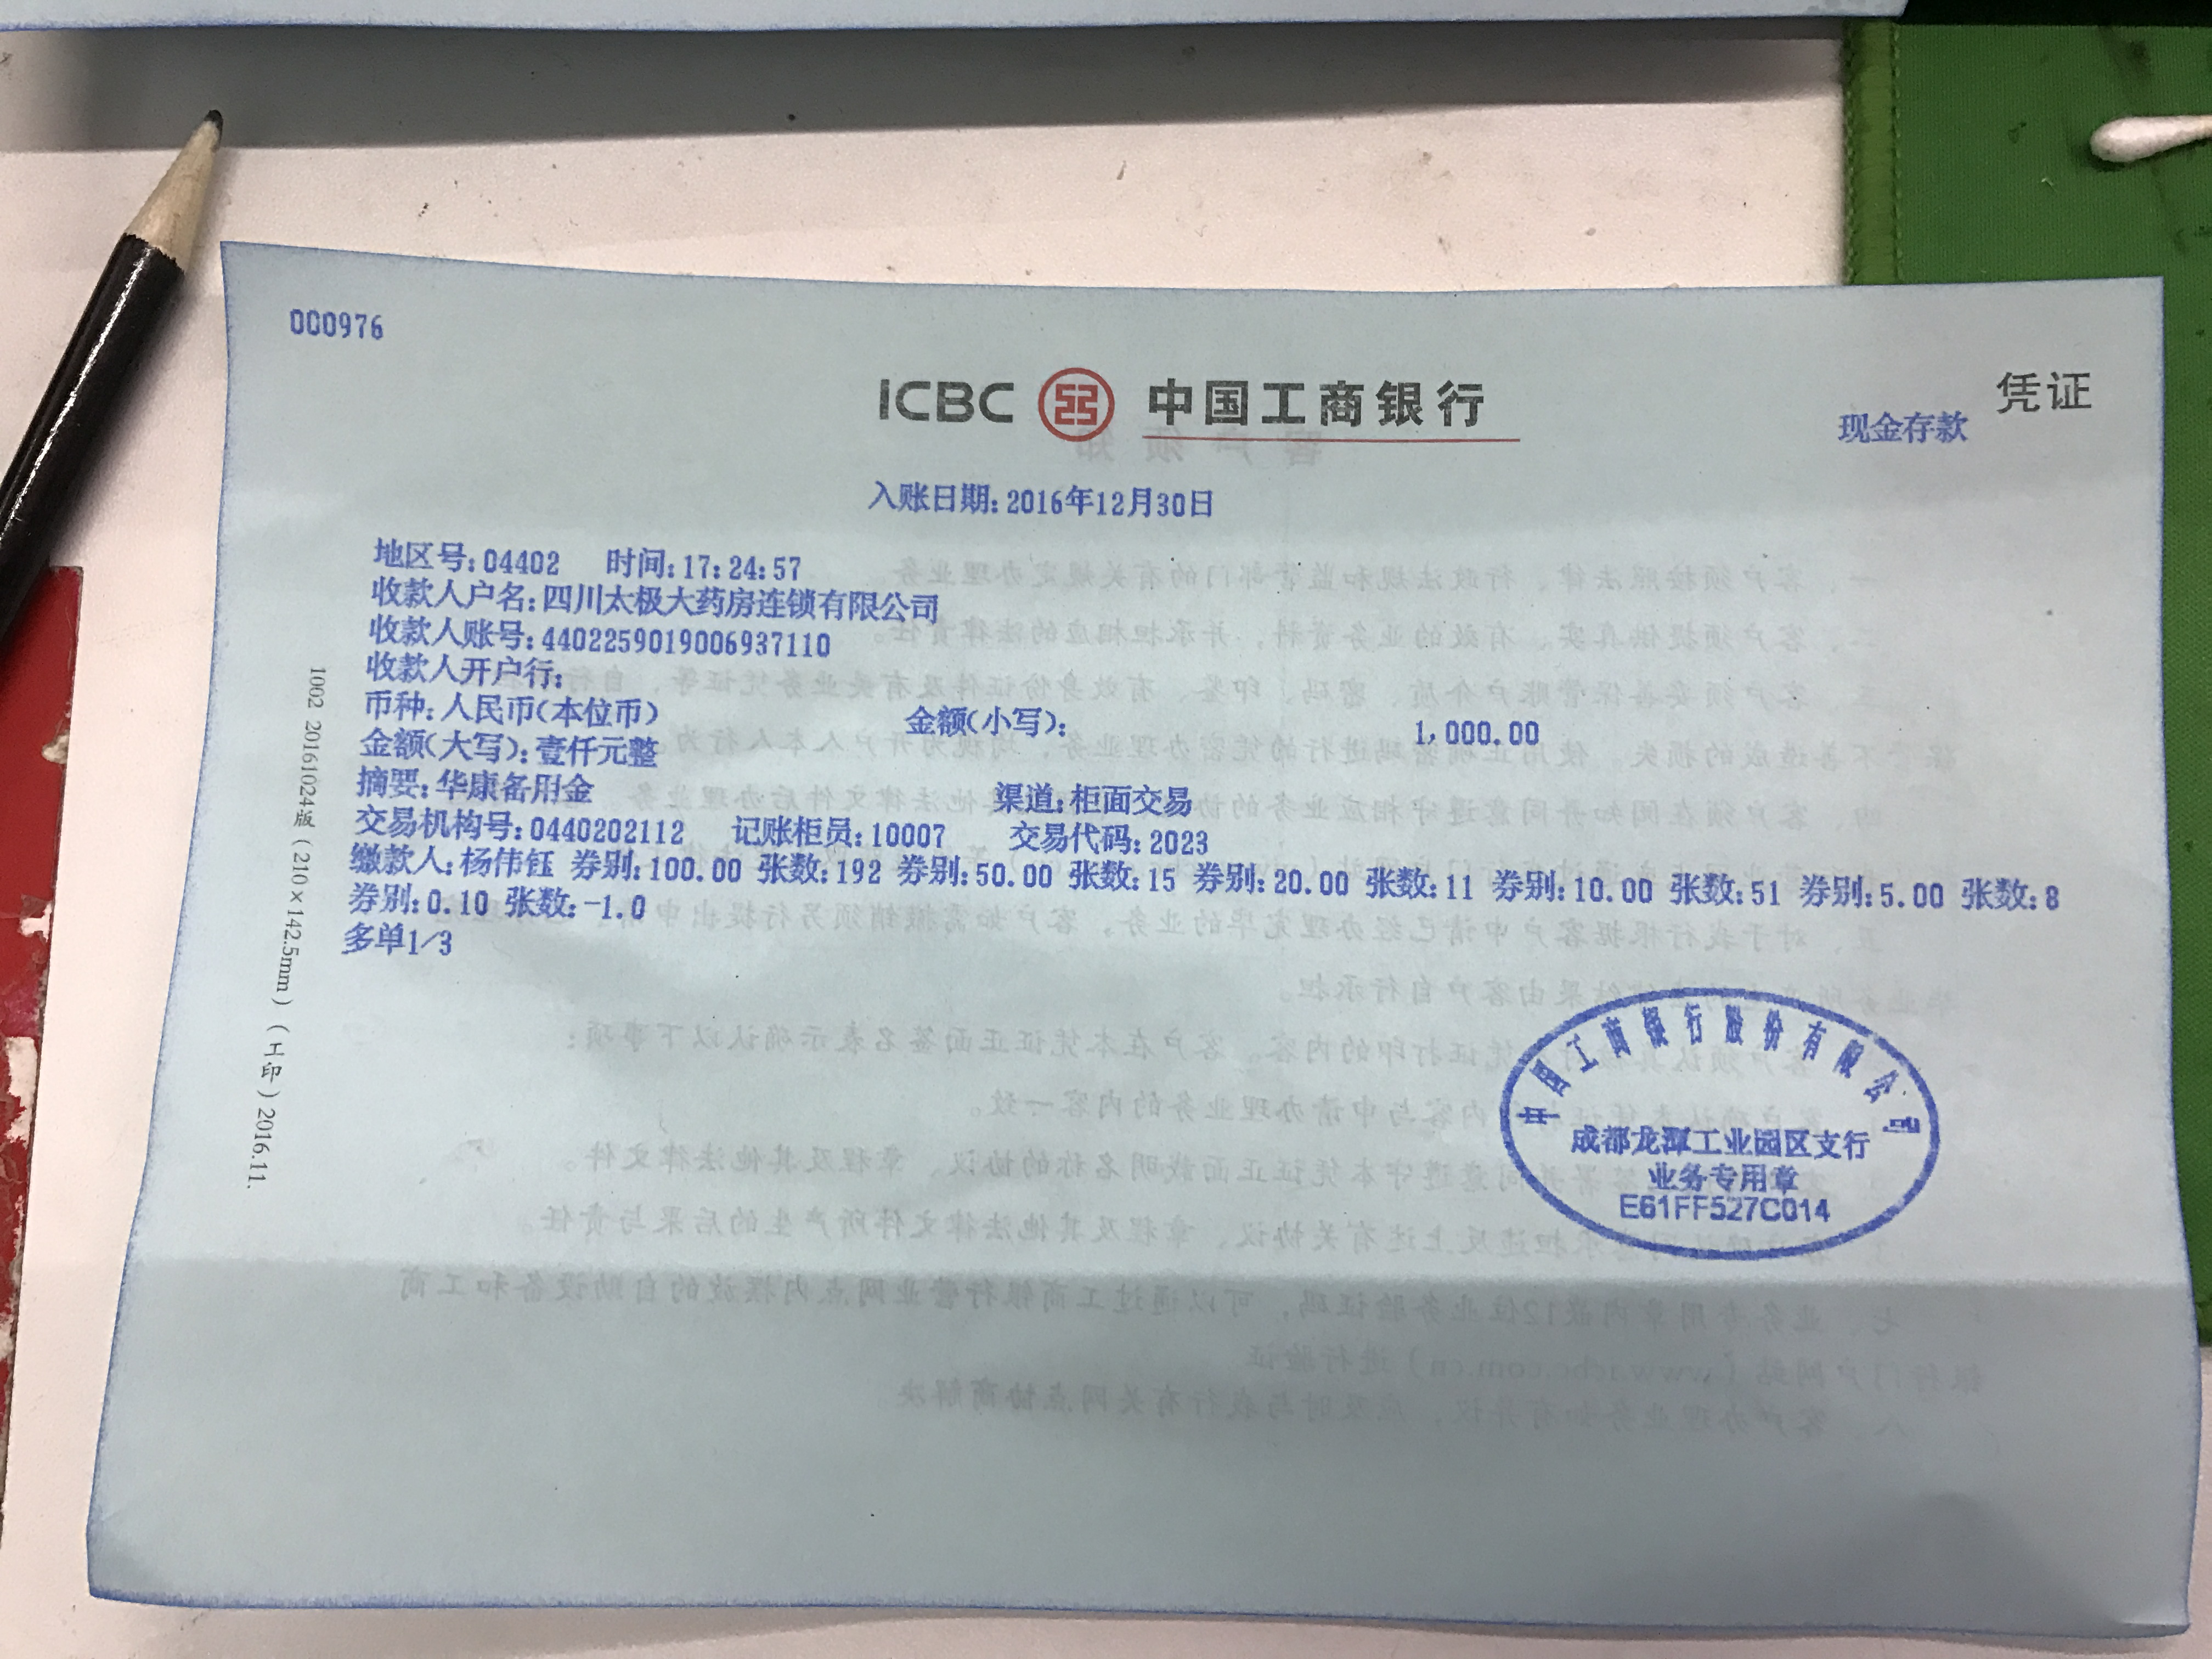 000976
ICBC 中国工商银行
凭证
现金存款
入账日期:2016年12月30日
地区号:04402 时间:17:24:57
收款人户名:四川太极大药房连锁有限公司
收款人账号:4402259019006937110
收款人开户行:
币种:人民币(本位币) 金额(小写): 1,000.00
金额(大写):壹仟元整
摘要:华康备用金 渠道:柜面交易
交易机构号:0440202112 记账柜员:10007 交易代码:2023
缴款人:杨伟钰 券别:100.00 张数:192 券别:50.00 张数:15 券别:20.00 张数:11 券别:10.00 张数:51 券别:5.00 张数:8
券别:0.10 张数:-1.0
多单1/3
1002 20161024版(210×142.5mm)(工印)2016.11.
中国工商银行股份有限公司
成都龙潭工业园区支行
业务专用章
E61FF527C014